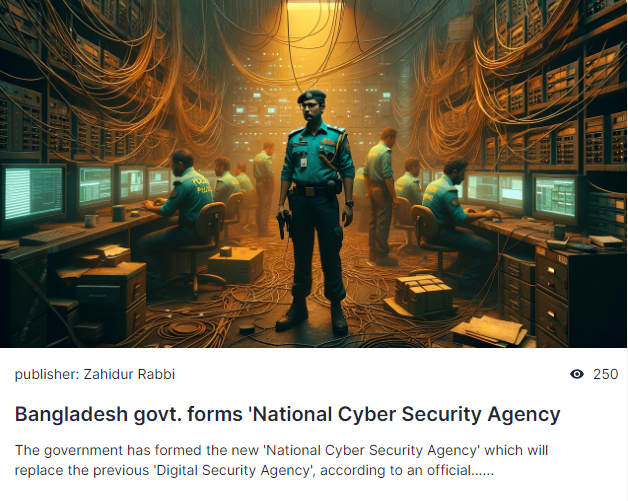 publisher: Zahidur Rabbi
250
Bangladesh govt. forms 'National Cyber Security Agency
The government has formed the new 'National Cyber Security Agency' which will
replace the previous 'Digital Security Agency', according to an official......